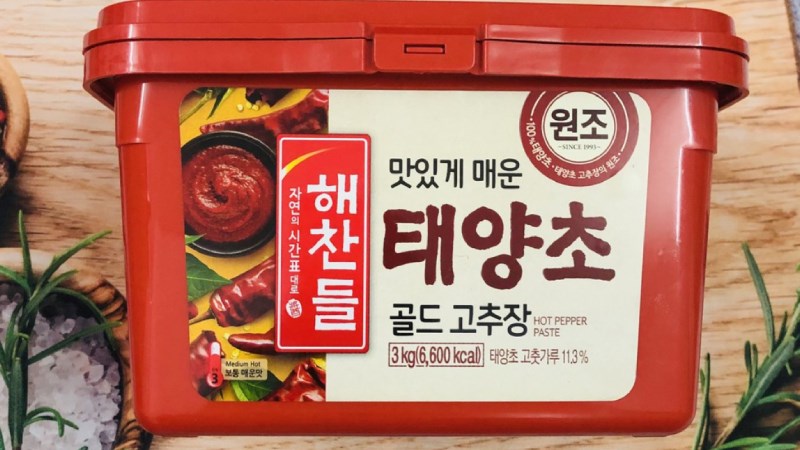 원조
~SINCE 1993~
• 100% 태양초 • 태양초 고추장의 원조 •
해찬들
자연의 시간표대로
맛있게 매운
태양초
골드 고추장
HOT PEPPER
PASTE
3 kg(6,600 kcal) 태양초 고춧가루 11.3 %
3
Medium Hot
보통 매운맛